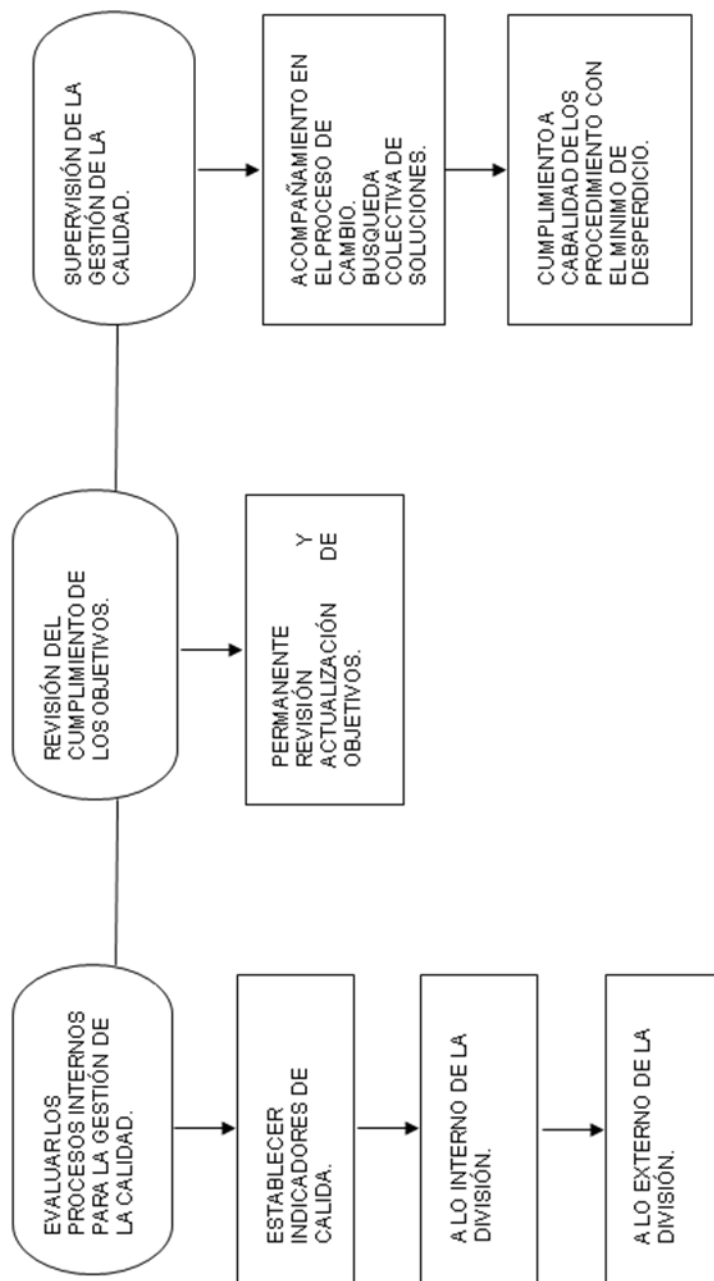 EVALUAR LOS
PROCESOS INTERNOS
PARA LA GESTIÓN DE
LA CALIDAD.
ESTABLECER
INDICADORES DE
CALIDA.
A LO INTERNO DE LA
DIVISIÓN.
A LO EXTERNO DE LA
DIVISIÓN.
REVISIÓN DEL
CUMPLIMIENTO DE
LOS OBJETIVOS.
PERMANENTE
REVISIÓN Y
ACTUALIZACIÓN DE
OBJETIVOS.
SUPERVISIÓN DE LA
GESTIÓN DE LA
CALIDAD.
ACOMPAÑAMIENTO EN
EL PROCESO DE
CAMBIO.
BUSQUEDA
COLECTIVA DE
SOLUCIONES.
CUMPLIMIENTO A
CABALIDAD DE LOS
PROCEDIMIENTO CON
EL MINIMO DE
DESPERDICIO.